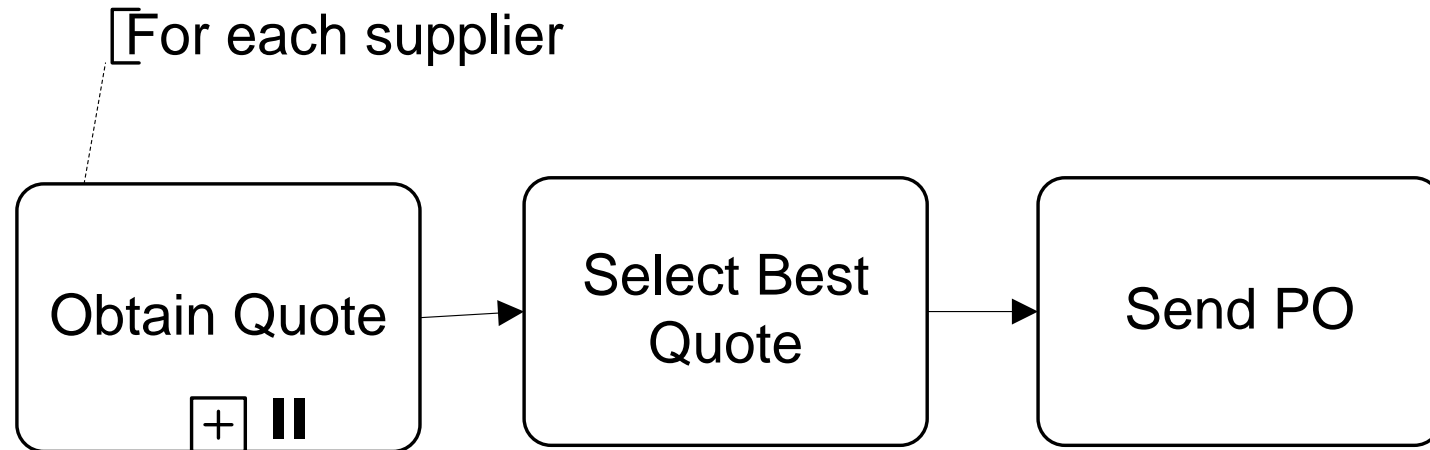 For each supplier
Obtain Quote
Select Best
Quote
Send PO